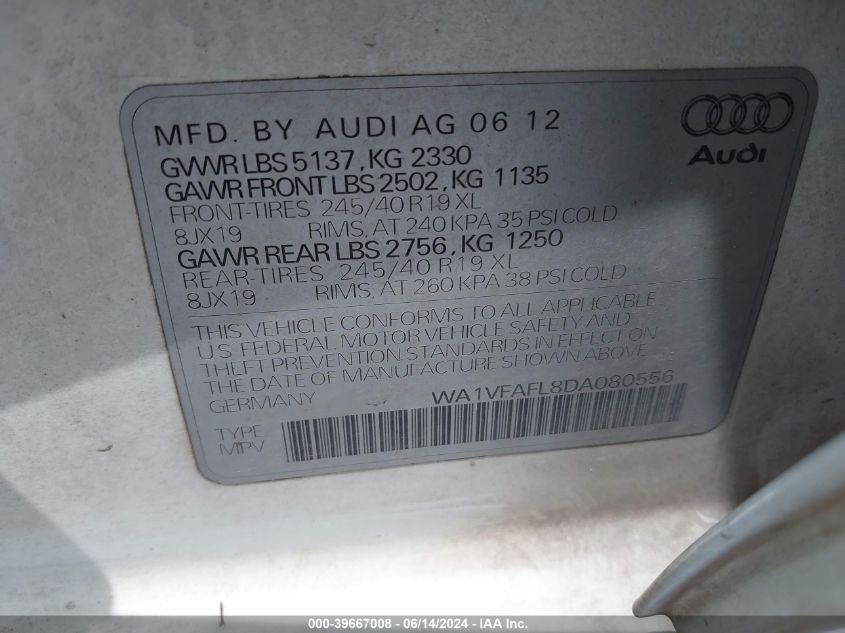 MFD. BY AUDI AG 06 12
Audi
GVWR LBS 5137, KG 2330
GAWR FRONT LBS 2502, KG 1135
FRONT-TIRES 245/40 R19 XL
8JX19 RIMS, AT 240 KPA 35 PSI COLD
GAWR REAR LBS 2756, KG 1250
REAR-TIRES 245/40 R 19 XL
8JX19 RIMS, AT 260 KPA 38 PSI COLD
THIS VEHICLE CONFORMS TO ALL APPLICABLE
U S FEDERAL MOTOR VEHICLE SAFETY AND
THEFT PREVENTION STANDARDS IN EFFECT ON
THE DATE OF MANUFACTURE SHOWN ABOVE.
GERMANY WA1VFAFL8DA080556
TYPE
MPV
000-39667008 - 06/14/2024 - IAA Inc.